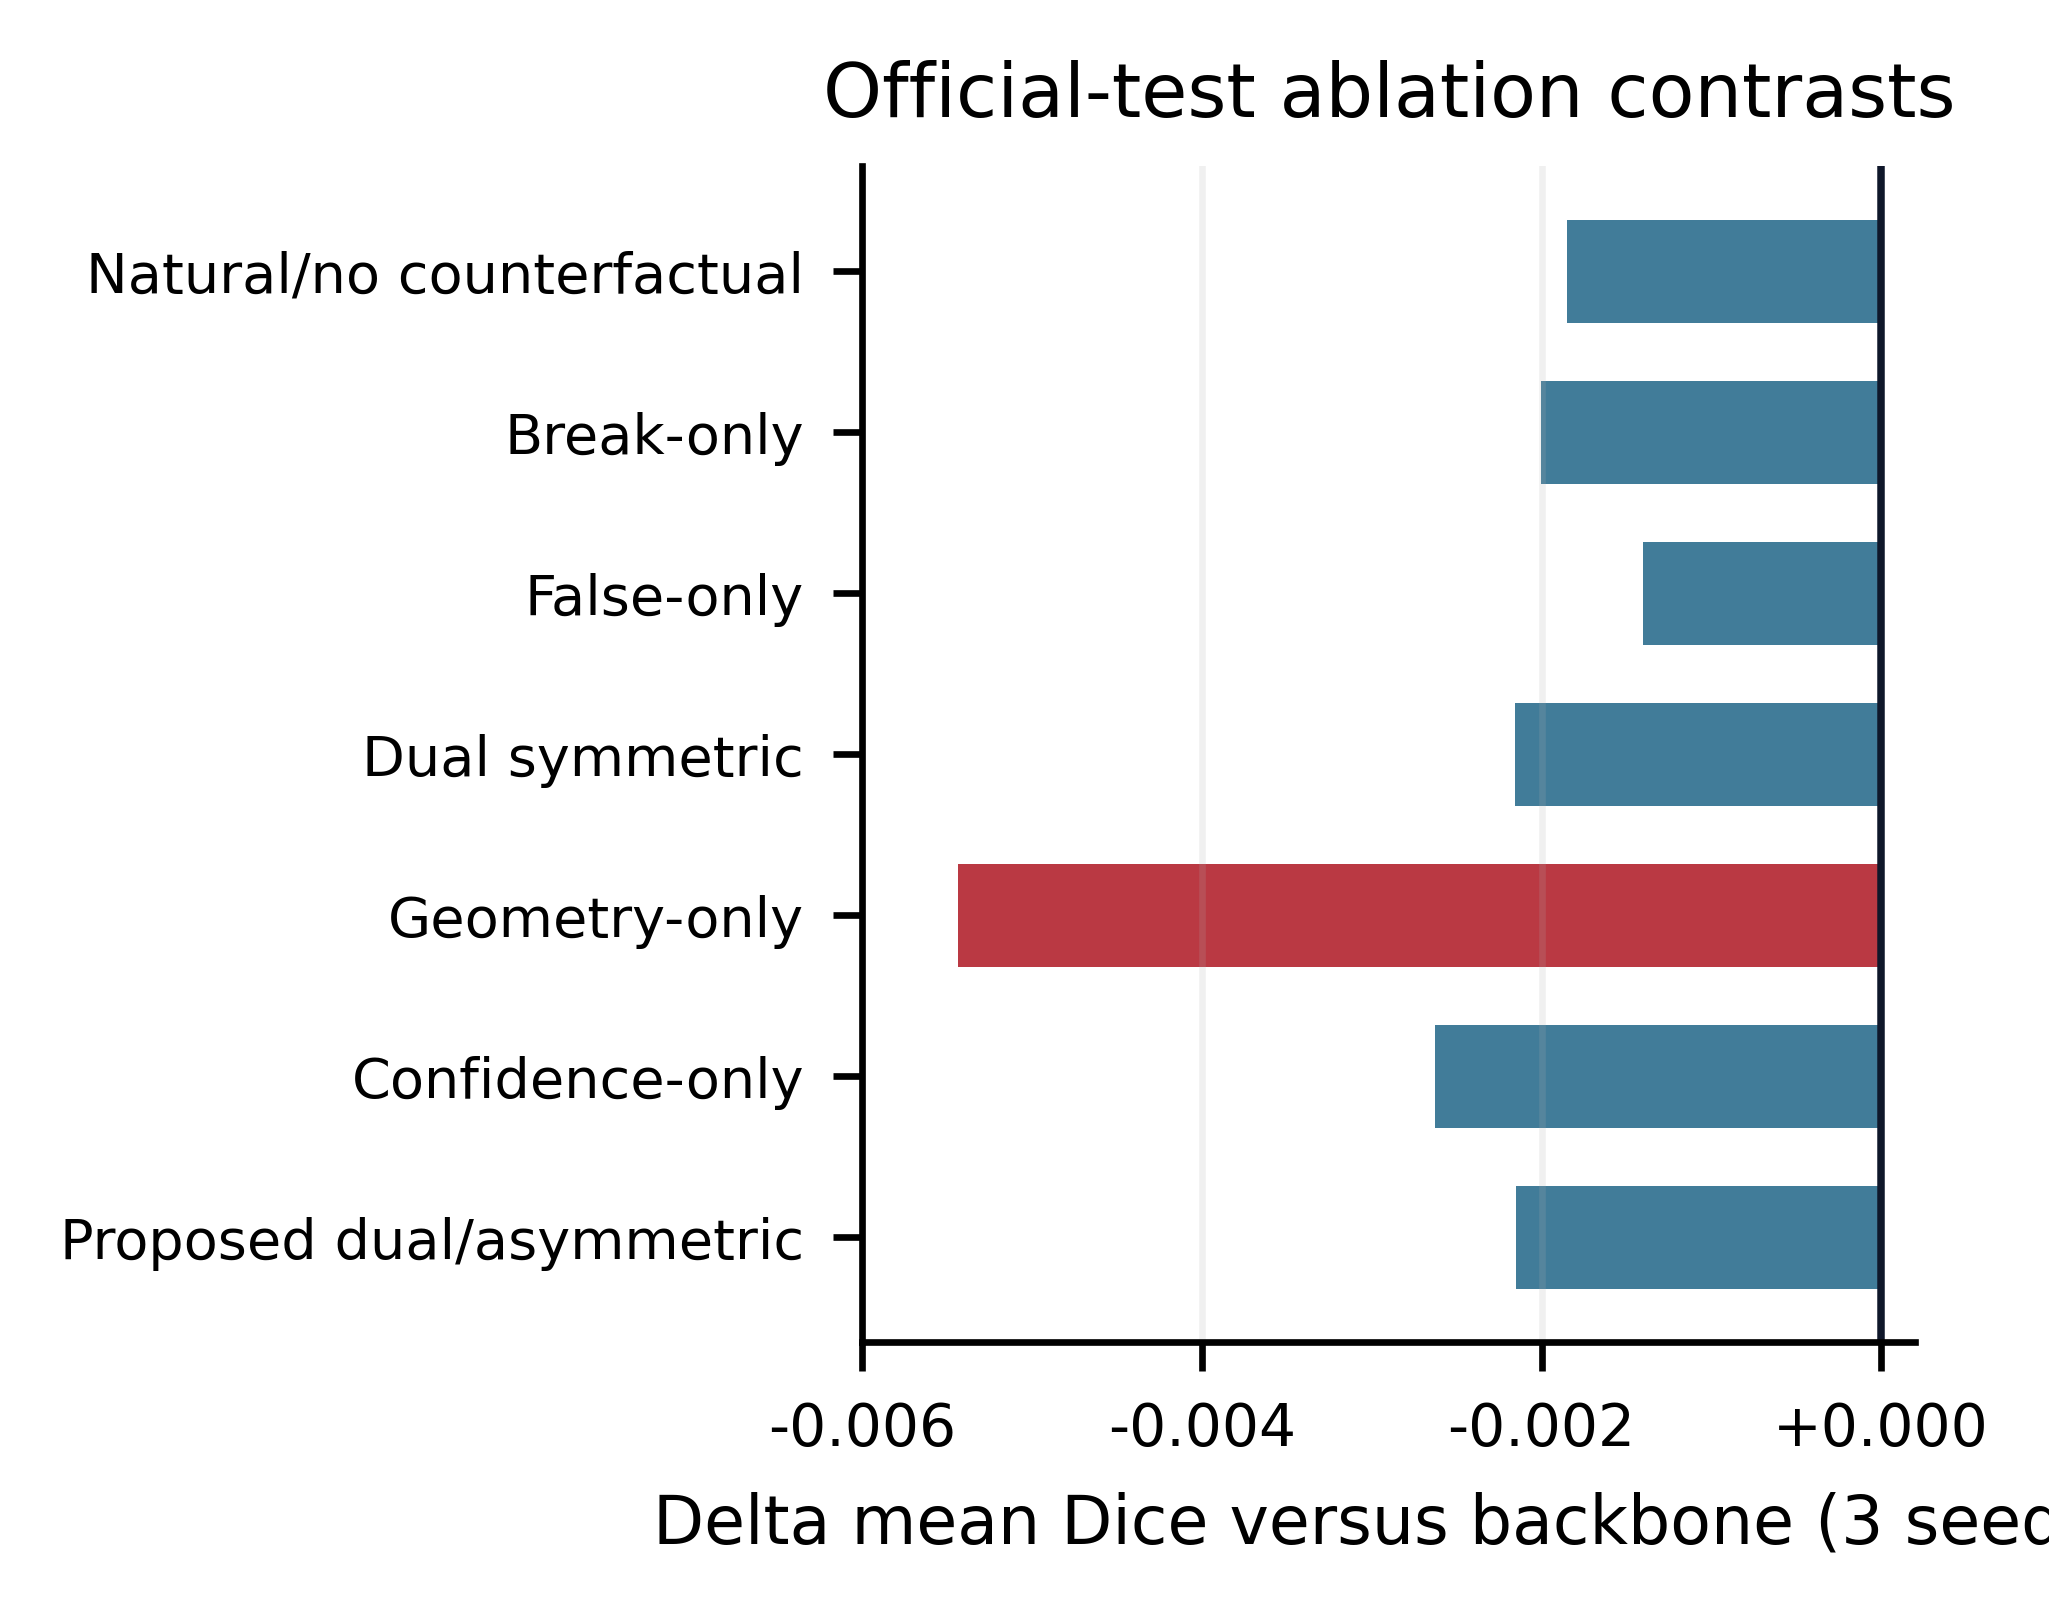 Official-test ablation contrasts
Natural/no counterfactual
Break-only
False-only
Dual symmetric
Geometry-only
Confidence-only
Proposed dual/asymmetric
-0.006 -0.004 -0.002 +0.000
Delta mean Dice versus backbone (3 seed